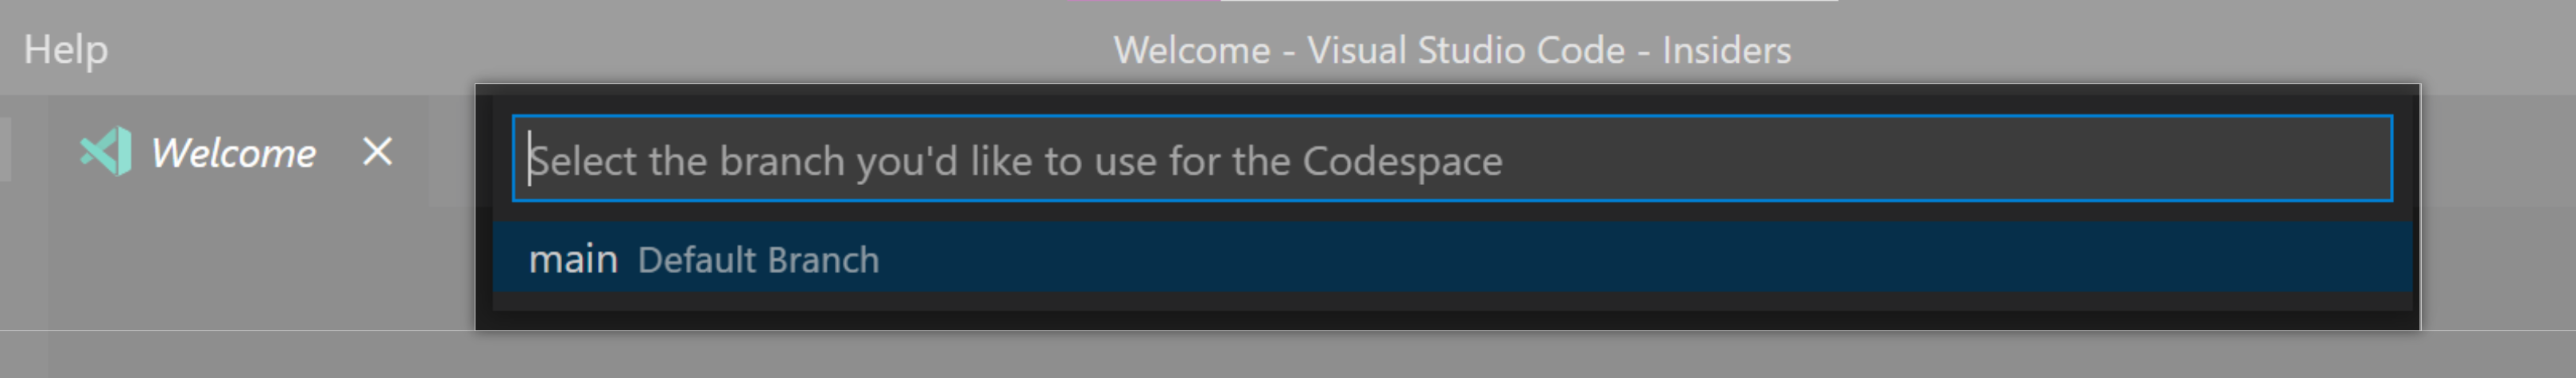 Help
Welcome - Visual Studio Code - Insiders
Welcome
Select the branch you'd like to use for the Codespace
main Default Branch